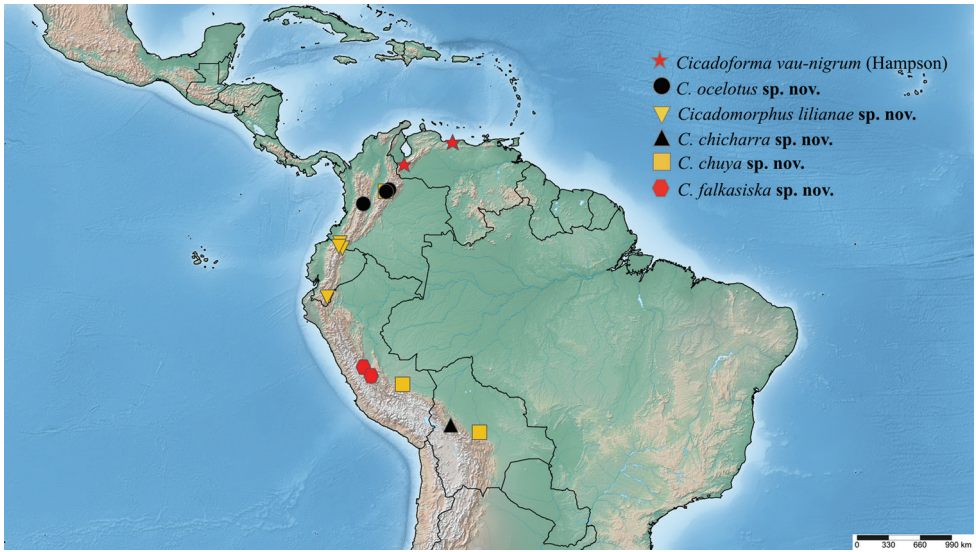 Cicadoforma vau-nigrum (Hampson)
C. ocelotus sp. nov.
Cicadomorphus lilianae sp. nov.
C. chicharra sp. nov.
C. chuya sp. nov.
C. falkasiska sp. nov.
0 330 660 990 km